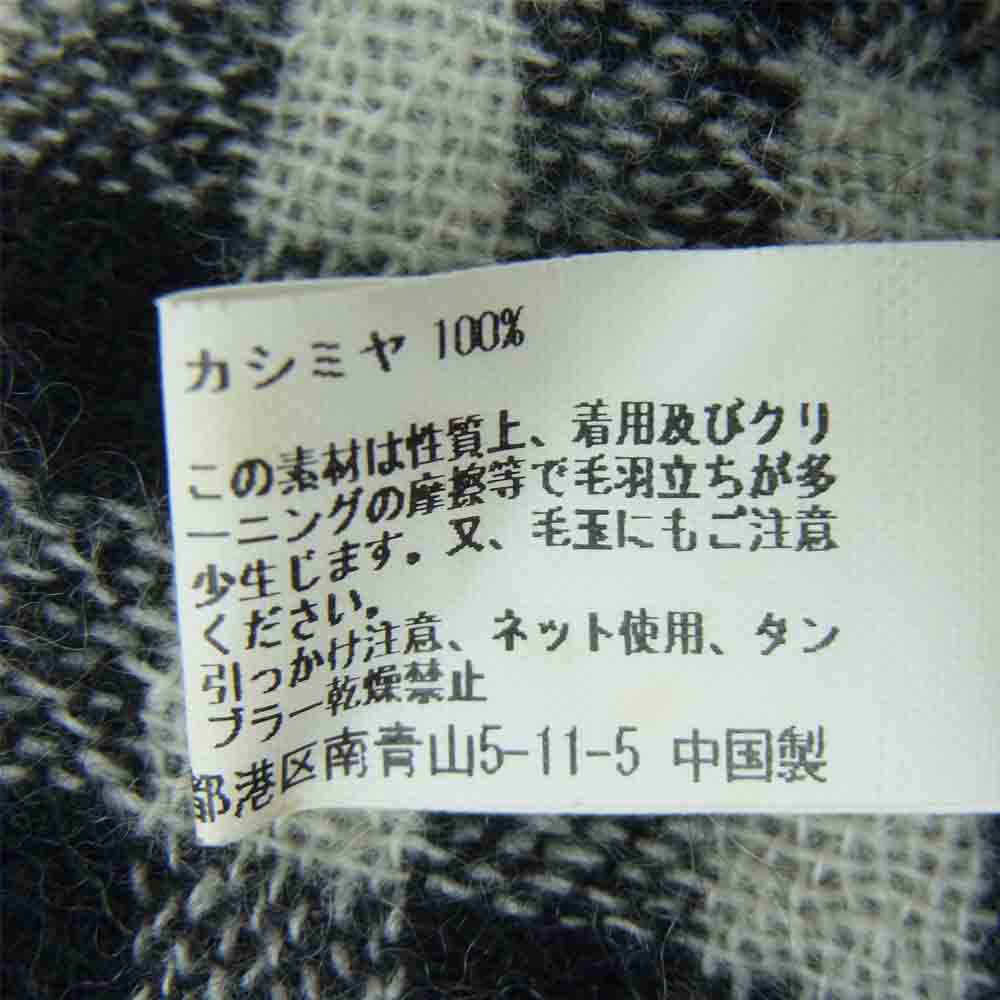 カシミヤ 100%
この素材は性質上、着用及びクリ
ーニングの摩擦等で毛羽立ちが多
少生じます。又、毛玉にもご注意
ください。
引っかけ注意、ネット使用、タン
ブラー乾燥禁止
都港区南青山5-11-5 中国製